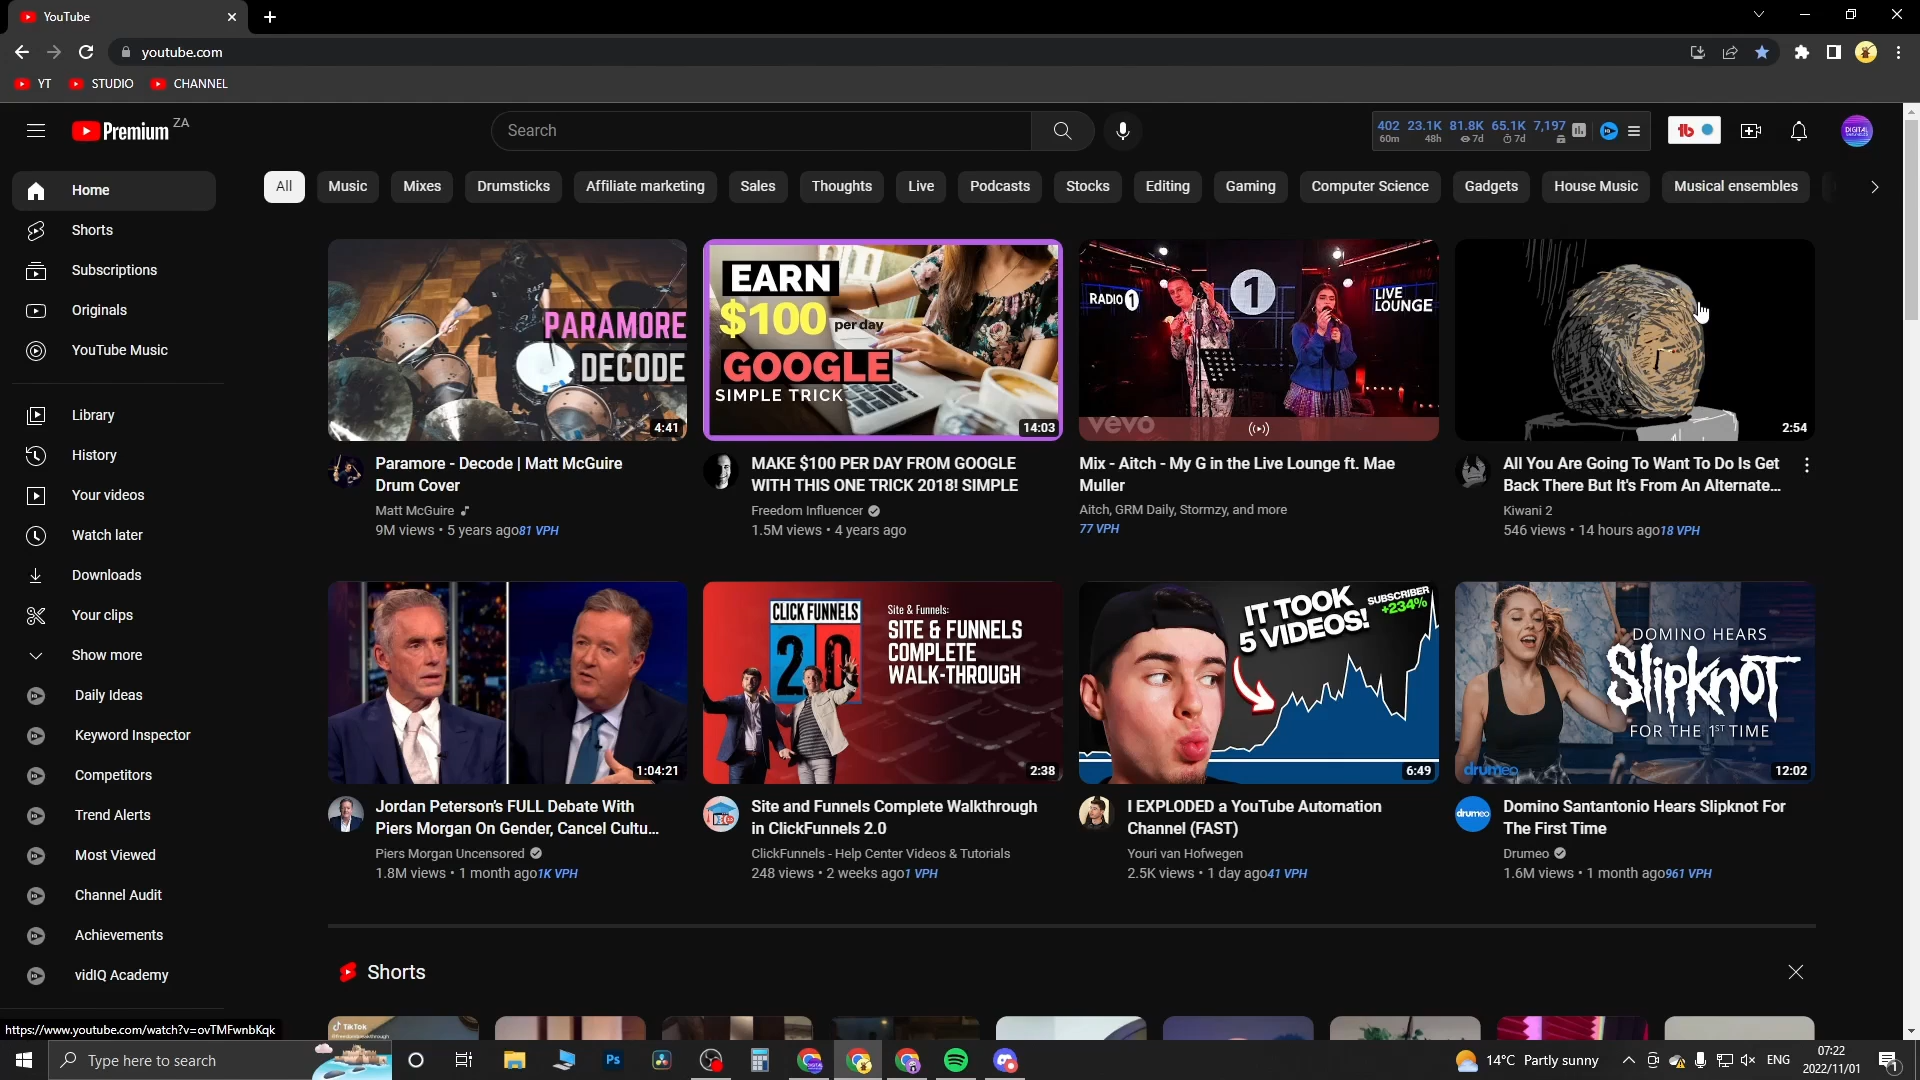 YouTube
youtube.com
YT
STUDIO
CHANNEL
Premium ZA
Search
402 23.1K 81.8K 65.1K 7,197
60m 48h 7d 7d
DIGITAL
Home
Shorts
Subscriptions
Originals
YouTube Music
Library
History
Your videos
Watch later
Downloads
Your clips
Show more
Daily Ideas
Keyword Inspector
Competitors
Trend Alerts
Most Viewed
Channel Audit
Achievements
vidIQ Academy
All
Music
Mixes
Drumsticks
Affiliate marketing
Sales
Thoughts
Live
Podcasts
Stocks
Editing
Gaming
Computer Science
Gadgets
House Music
Musical ensembles
PARAMORE
DECODE
4:41
Paramore - Decode | Matt McGuire
Drum Cover
Matt McGuire
9M views • 5 years ago81 VPH
EARN
$100 per day
GOOGLE
SIMPLE TRICK
14:03
MAKE $100 PER DAY FROM GOOGLE
WITH THIS ONE TRICK 2018! SIMPLE
Freedom Influencer
1.5M views • 4 years ago
RADIO 1
1
LIVE
LOUNGE
vevo
Mix - Aitch - My G in the Live Lounge ft. Mae
Muller
Aitch, GRM Daily, Stormzy, and more
77 VPH
2:54
All You Are Going To Want To Do Is Get
Back There But It's From An Alternate...
Kiwani 2
546 views • 14 hours ago18 VPH
1:04:21
Jordan Peterson's FULL Debate With
Piers Morgan On Gender, Cancel Cultu...
Piers Morgan Uncensored
1.8M views • 1 month ago1K VPH
CLICK FUNNELS
2.0
Site & Funnels:
SITE & FUNNELS
COMPLETE
WALK-THROUGH
2:38
Site and Funnels Complete Walkthrough
in ClickFunnels 2.0
ClickFunnels - Help Center Videos & Tutorials
248 views • 2 weeks ago1 VPH
IT TOOK
5 VIDEOS!
SUBSCRIBER
+234%
6:49
I EXPLODED a YouTube Automation
Channel (FAST)
Youri van Hofwegen
2.5K views • 1 day ago41 VPH
DOMINO HEARS
SLIPKNOT
FOR THE 1ST TIME
drumeo
12:02
drumeo
Domino Santantonio Hears Slipknot For
The First Time
Drumeo
1.6M views • 1 month ago961 VPH
Shorts
TikTok
https://www.youtube.com/watch?v=ovTMFwnbKqk
Type here to search
Ps
14°C Partly sunny
ENG
07:22
2022/11/01
1